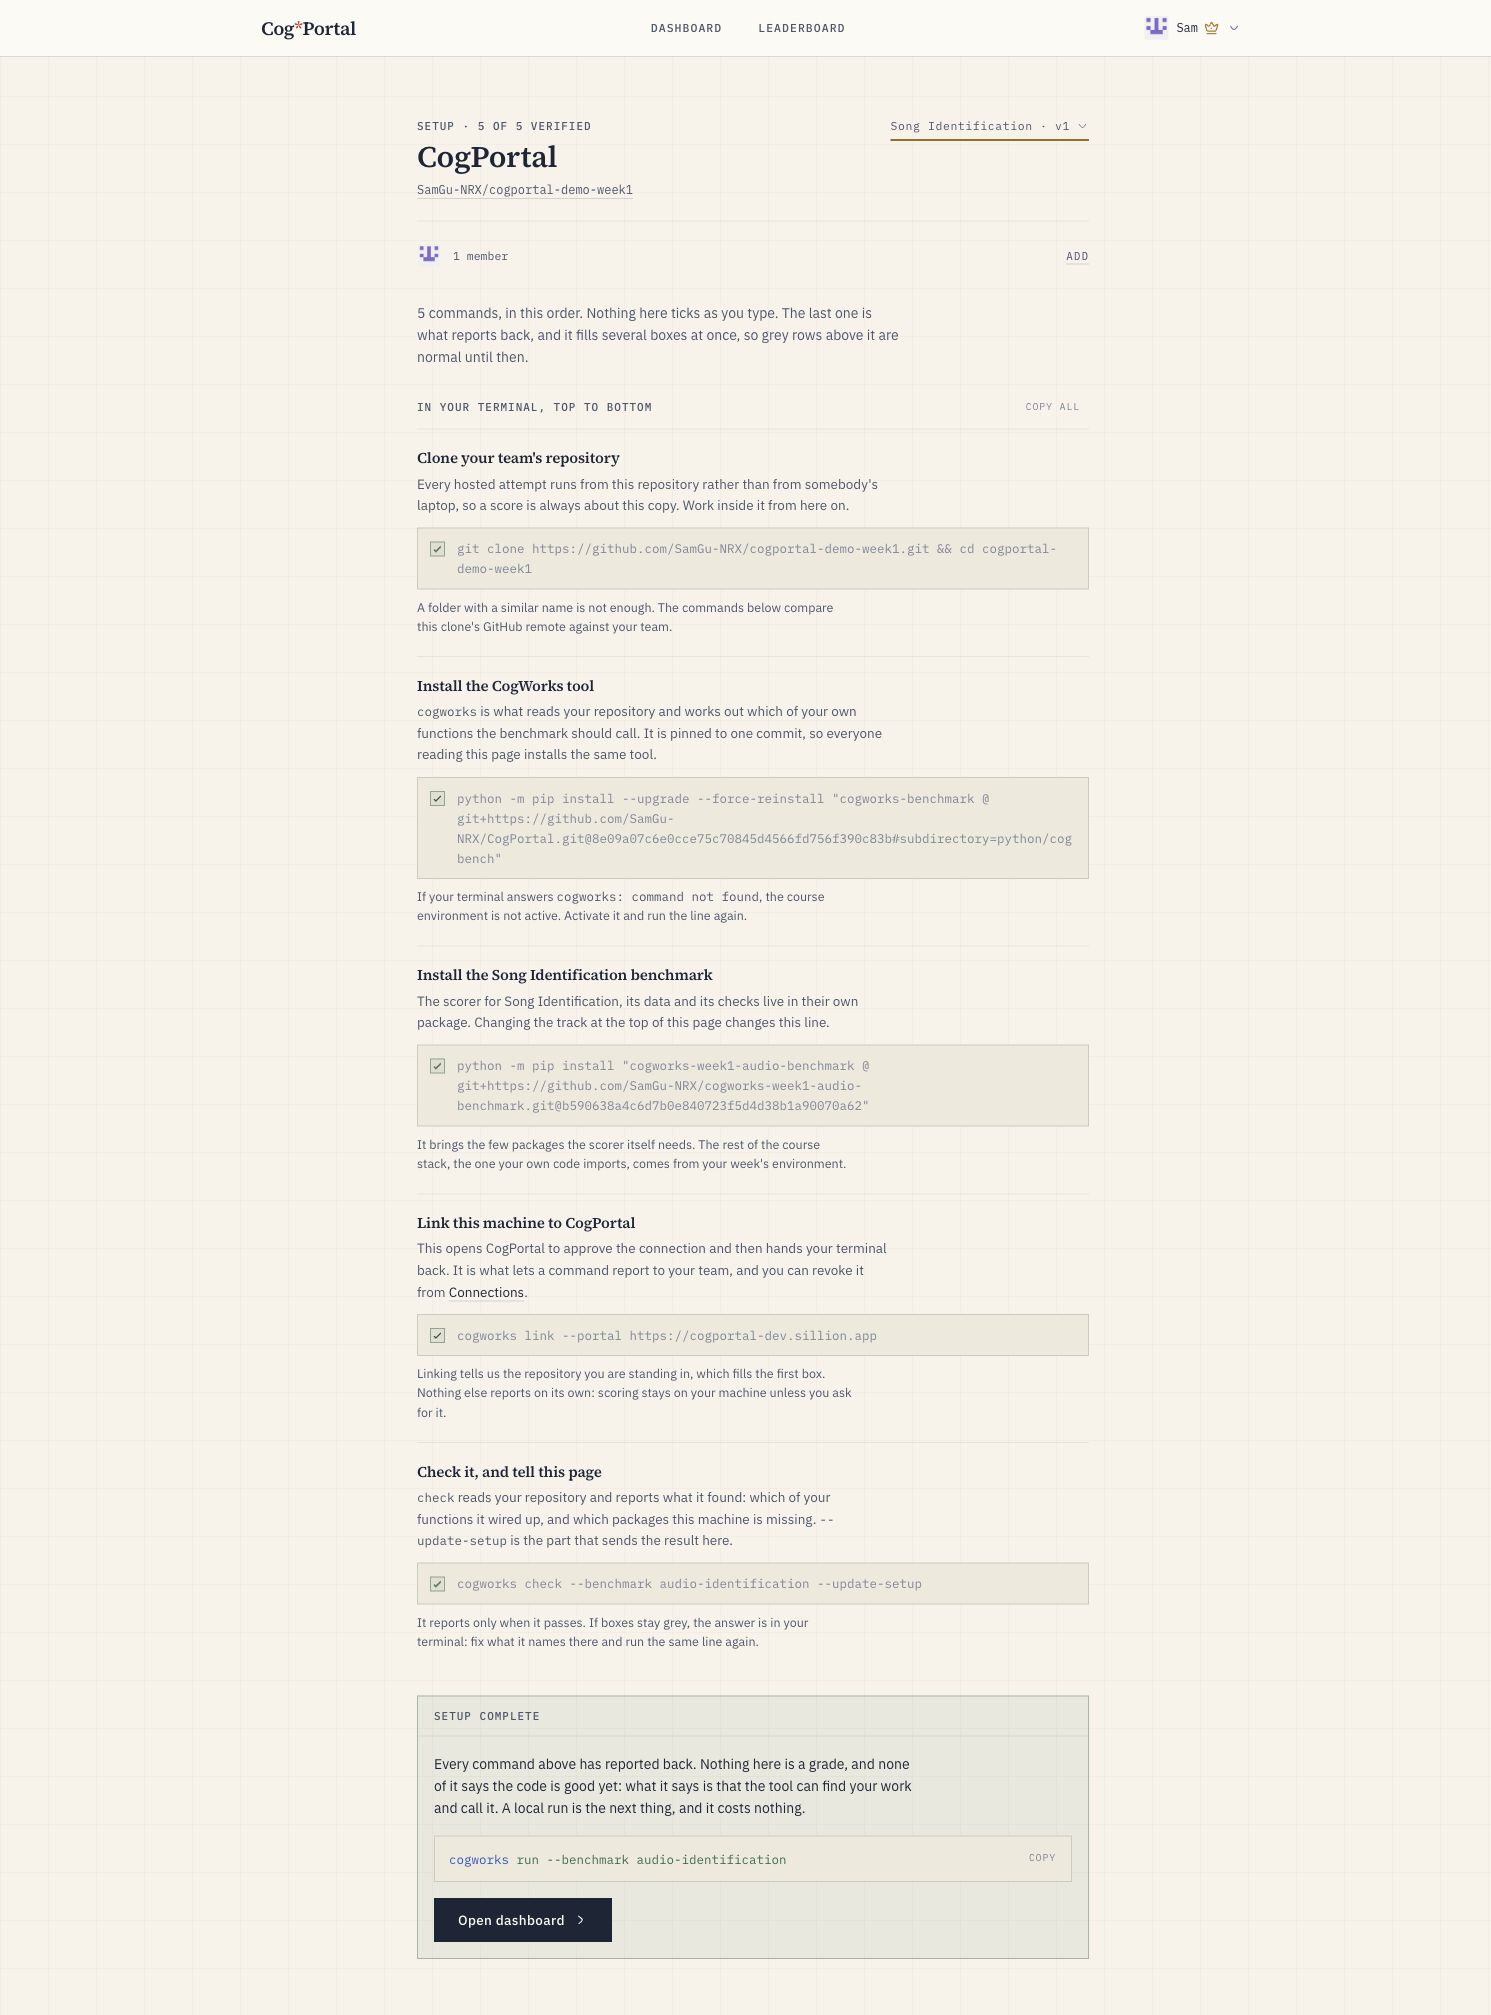 Cog*Portal
DASHBOARD
LEADERBOARD
Sam
SETUP · 5 OF 5 VERIFIED
Song Identification · v1
CogPortal
SamGu-NRX/cogportal-demo-week1
1 member
ADD
5 commands, in this order. Nothing here ticks as you type. The last one is
what reports back, and it fills several boxes at once, so grey rows above it are
normal until then.
IN YOUR TERMINAL, TOP TO BOTTOM
COPY ALL
Clone your team's repository
Every hosted attempt runs from this repository rather than from somebody's
laptop, so a score is always about this copy. Work inside it from here on.
git clone https://github.com/SamGu-NRX/cogportal-demo-week1.git && cd cogportal-
demo-week1
A folder with a similar name is not enough. The commands below compare
this clone's GitHub remote against your team.
Install the CogWorks tool
cogworks is what reads your repository and works out which of your own
functions the benchmark should call. It is pinned to one commit, so everyone
reading this page installs the same tool.
python -m pip install --upgrade --force-reinstall "cogworks-benchmark @
git+https://github.com/SamGu-
NRX/CogPortal.git@8e09a07c6e0cce75c70845d4566fd756f390c83b#subdirectory=python/cog
bench"
If your terminal answers cogworks: command not found, the course
environment is not active. Activate it and run the line again.
Install the Song Identification benchmark
The scorer for Song Identification, its data and its checks live in their own
package. Changing the track at the top of this page changes this line.
python -m pip install "cogworks-week1-audio-benchmark @
git+https://github.com/SamGu-NRX/cogworks-week1-audio-
benchmark.git@b590638a4c6d7b0e840723f5d4d38b1a90070a62"
It brings the few packages the scorer itself needs. The rest of the course
stack, the one your own code imports, comes from your week's environment.
Link this machine to CogPortal
This opens CogPortal to approve the connection and then hands your terminal
back. It is what lets a command report to your team, and you can revoke it
from Connections.
cogworks link --portal https://cogportal-dev.sillion.app
Linking tells us the repository you are standing in, which fills the first box.
Nothing else reports on its own: scoring stays on your machine unless you ask
for it.
Check it, and tell this page
check reads your repository and reports what it found: which of your
functions it wired up, and which packages this machine is missing. --
update-setup is the part that sends the result here.
cogworks check --benchmark audio-identification --update-setup
It reports only when it passes. If boxes stay grey, the answer is in your
terminal: fix what it names there and run the same line again.
SETUP COMPLETE
Every command above has reported back. Nothing here is a grade, and none
of it says the code is good yet: what it says is that the tool can find your work
and call it. A local run is the next thing, and it costs nothing.
cogworks run --benchmark audio-identification
COPY
Open dashboard